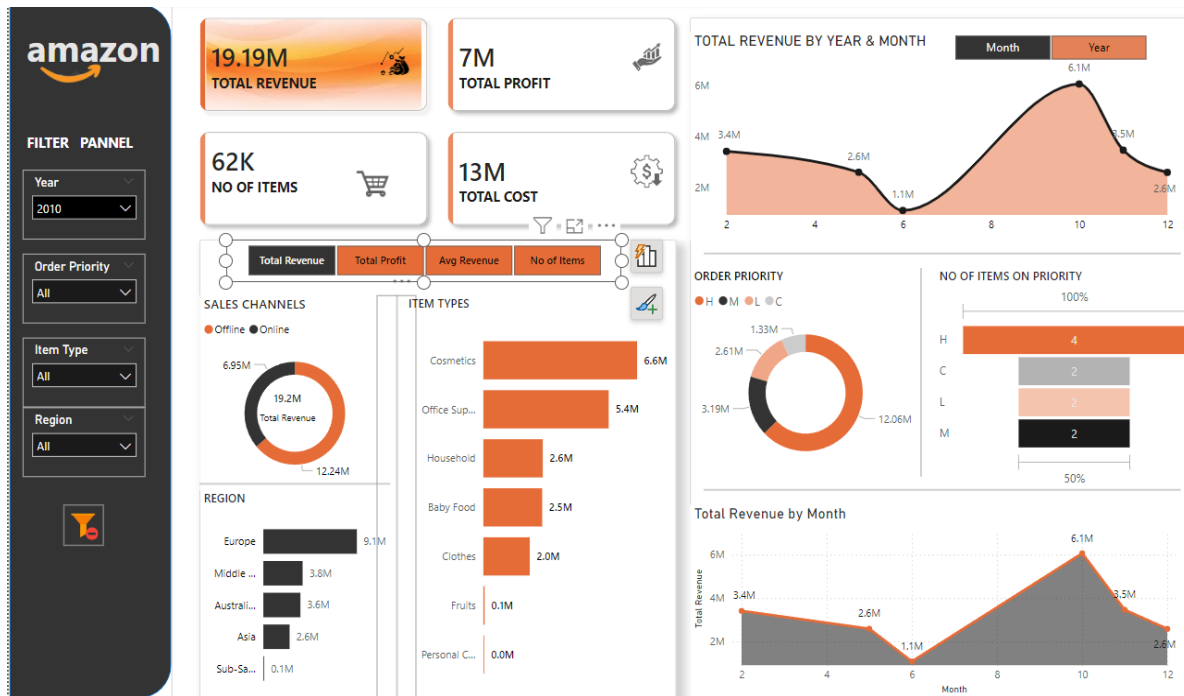 amazon
FILTER PANNEL
Year
2010
Order Priority
All
Item Type
All
Region
All
19.19M
TOTAL REVENUE
7M
TOTAL PROFIT
62K
NO OF ITEMS
13M
TOTAL COST
Total Revenue
Total Profit
Avg Revenue
No of Items
SALES CHANNELS
Offline
Online
6.95M
19.2M
Total Revenue
12.24M
REGION
Europe
9.1M
Middle ...
3.8M
Australi...
3.6M
Asia
2.6M
Sub-Sa...
0.1M
ITEM TYPES
Cosmetics
6.6M
Office Sup...
5.4M
Household
2.6M
Baby Food
2.5M
Clothes
2.0M
Fruits
0.1M
Personal C...
0.0M
TOTAL REVENUE BY YEAR & MONTH
Month
Year
6M
4M
2M
3.4M
2.6M
1.1M
6.1M
3.5M
2.6M
2
4
6
8
10
12
ORDER PRIORITY
H
M
L
C
1.33M
2.61M
3.19M
12.06M
NO OF ITEMS ON PRIORITY
100%
H
4
C
2
L
2
M
2
50%
Total Revenue by Month
Total Revenue
6M
4M
2M
3.4M
2.6M
1.1M
6.1M
3.5M
2.6M
2
4
6
8
10
12
Month